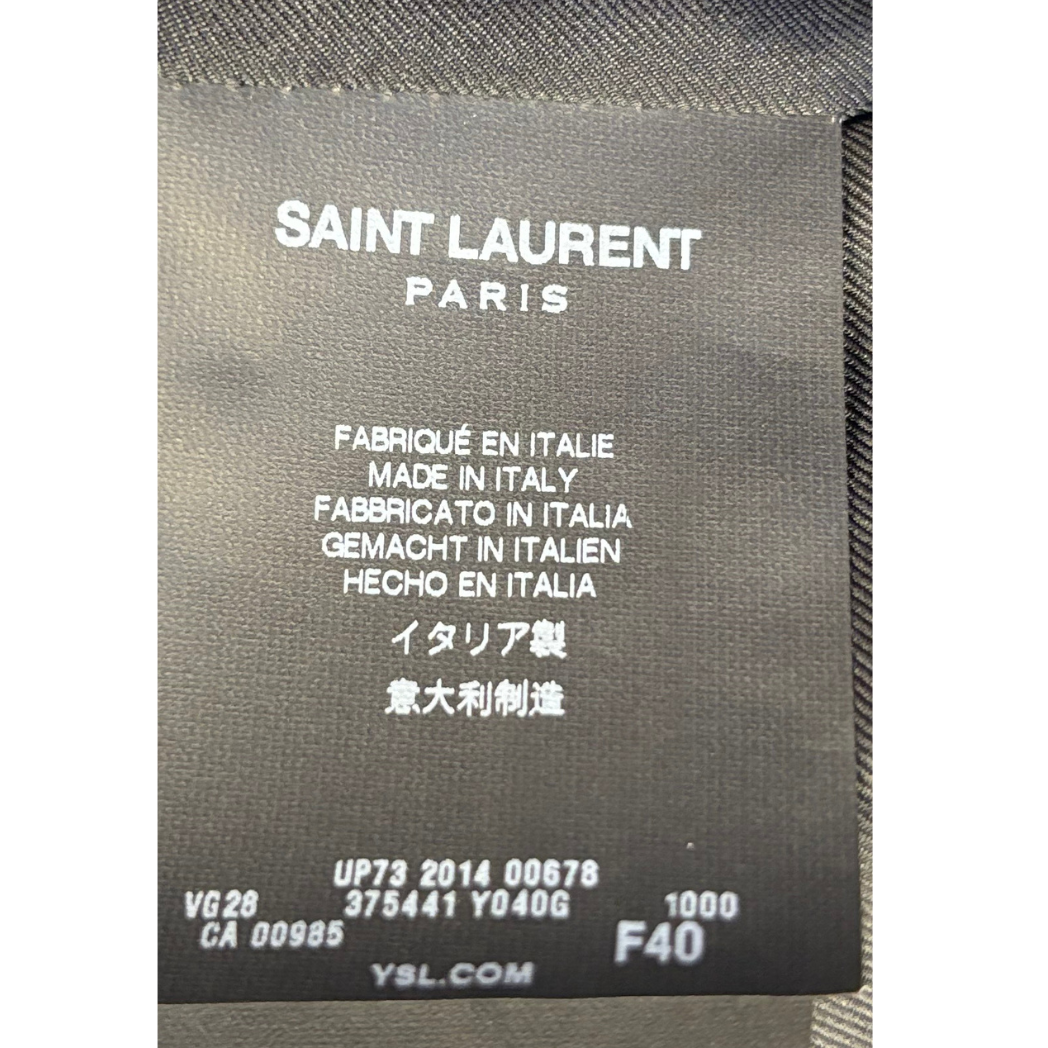 SAINT LAURENT
PARIS
FABRIQUÉ EN ITALIE
MADE IN ITALY
FABBRICATO IN ITALIA
GEMACHT IN ITALIEN
HECHO EN ITALIA
イタリア製
意大利制造
UP73 2014 00678
VG28 375441 Y040G 1000
CA 00985 F40
YSL.COM